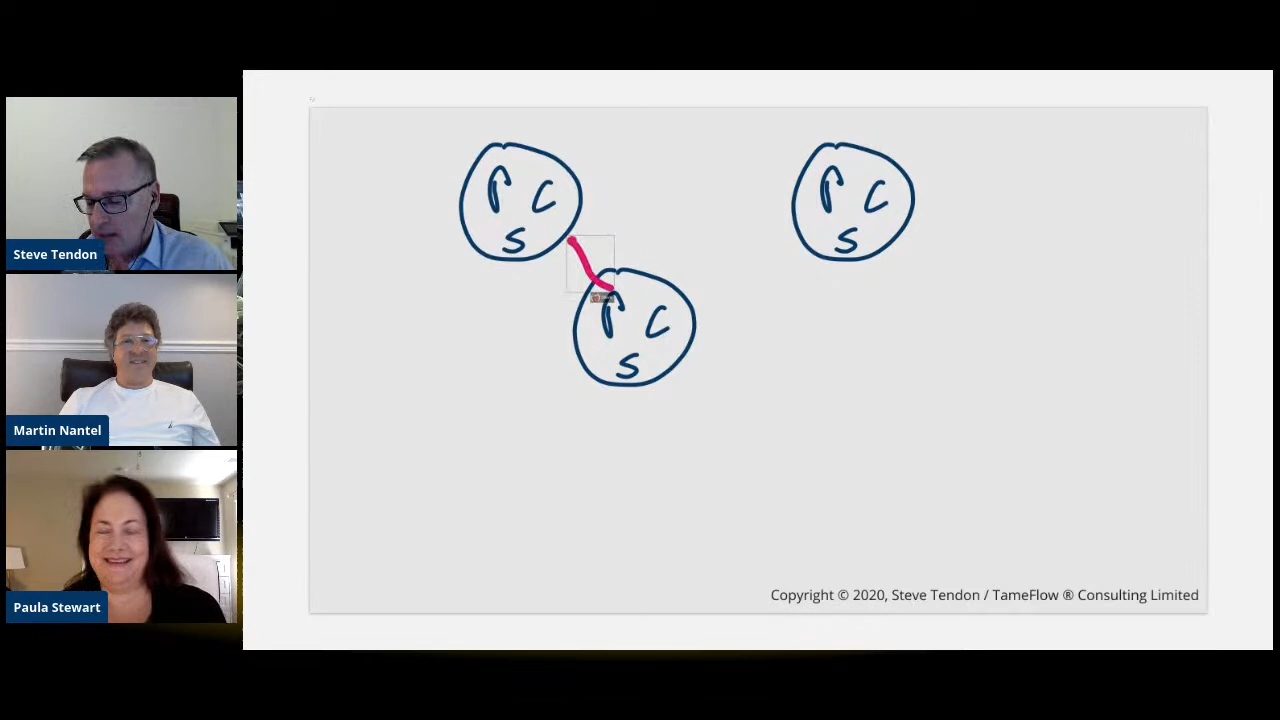 Steve Tendon
Martin Nantel
Paula Stewart
P C
S
P C
S
P C
S
Copyright © 2020, Steve Tendon / TameFlow ® Consulting Limited